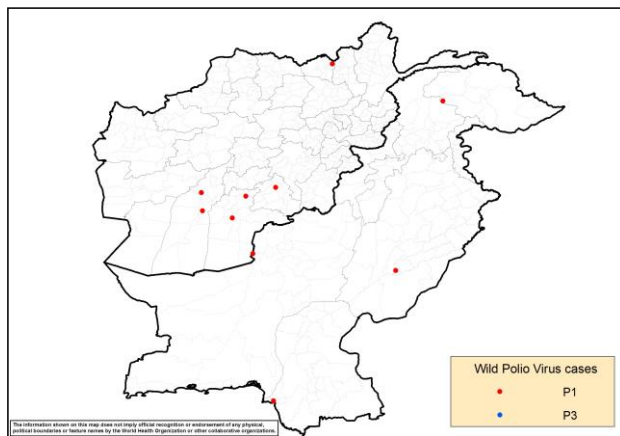 Wild Polio Virus cases
P1
P3
The information shown on this map does not imply official recognition or endorsement of any physical,
political boundaries or feature names by the World Health Organization or other collaborative organizations.